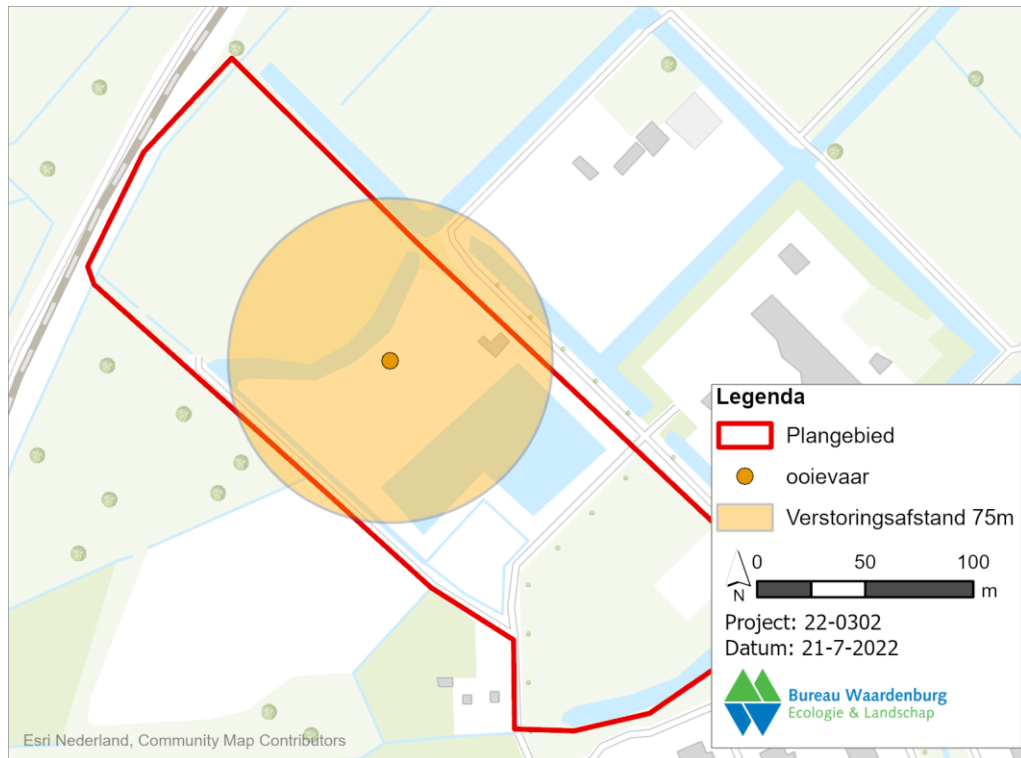 Legenda
Plangebied
ooievaar
Verstoringsafstand 75m
0 50 100
m
N
Project: 22-0302
Datum: 21-7-2022
Bureau Waardenburg
Ecologie & Landschap
Esri Nederland, Community Map Contributors